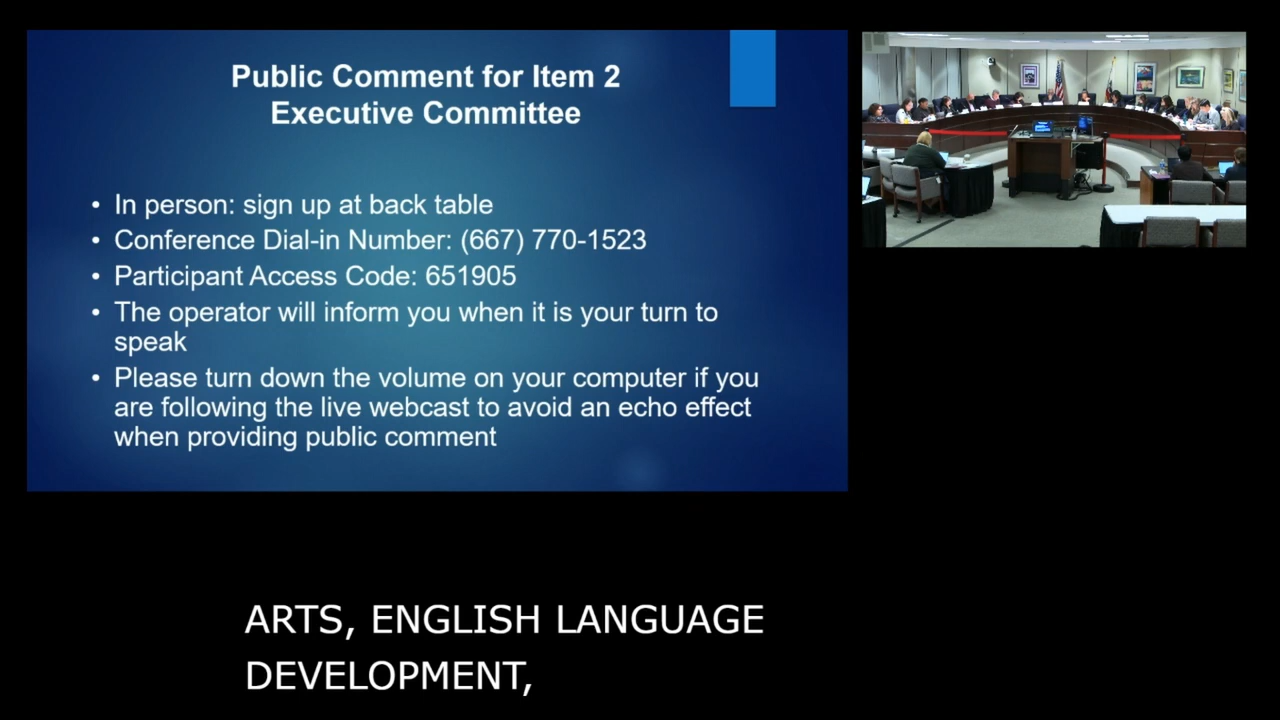 Public Comment for Item 2
Executive Committee
• In person: sign up at back table
• Conference Dial-in Number: (667) 770-1523
• Participant Access Code: 651905
• The operator will inform you when it is your turn to
speak
• Please turn down the volume on your computer if you
are following the live webcast to avoid an echo effect
when providing public comment
ARTS, ENGLISH LANGUAGE
DEVELOPMENT,